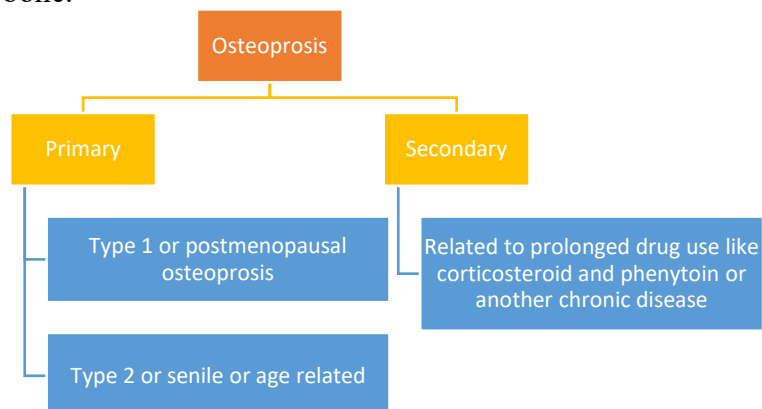 Osteoprosis
Primary
Secondary
Type 1 or postmenopausal
osteoprosis
Related to prolonged drug use like
corticosteroid and phenytoin or
another chronic disease
Type 2 or senile or age related